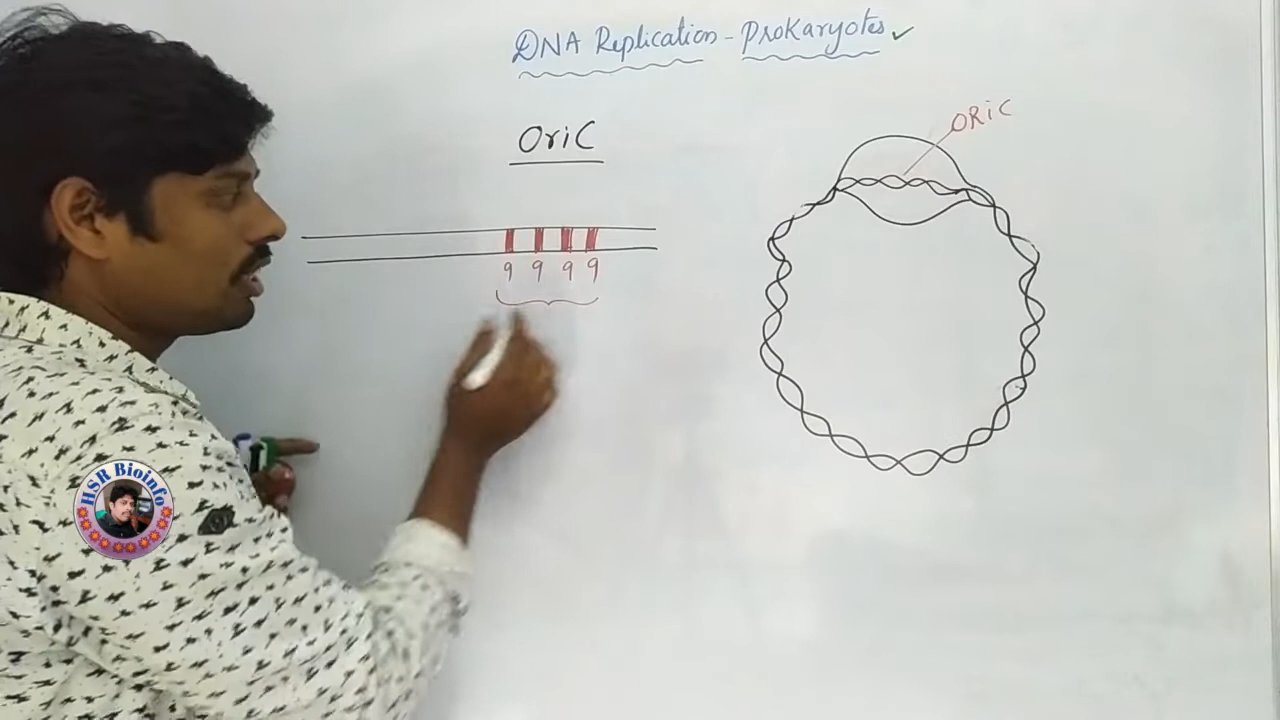 DNA Replication - Prokaryotes ✓
OriC
ORiC
9 9 9 9
HSR Bioinfo